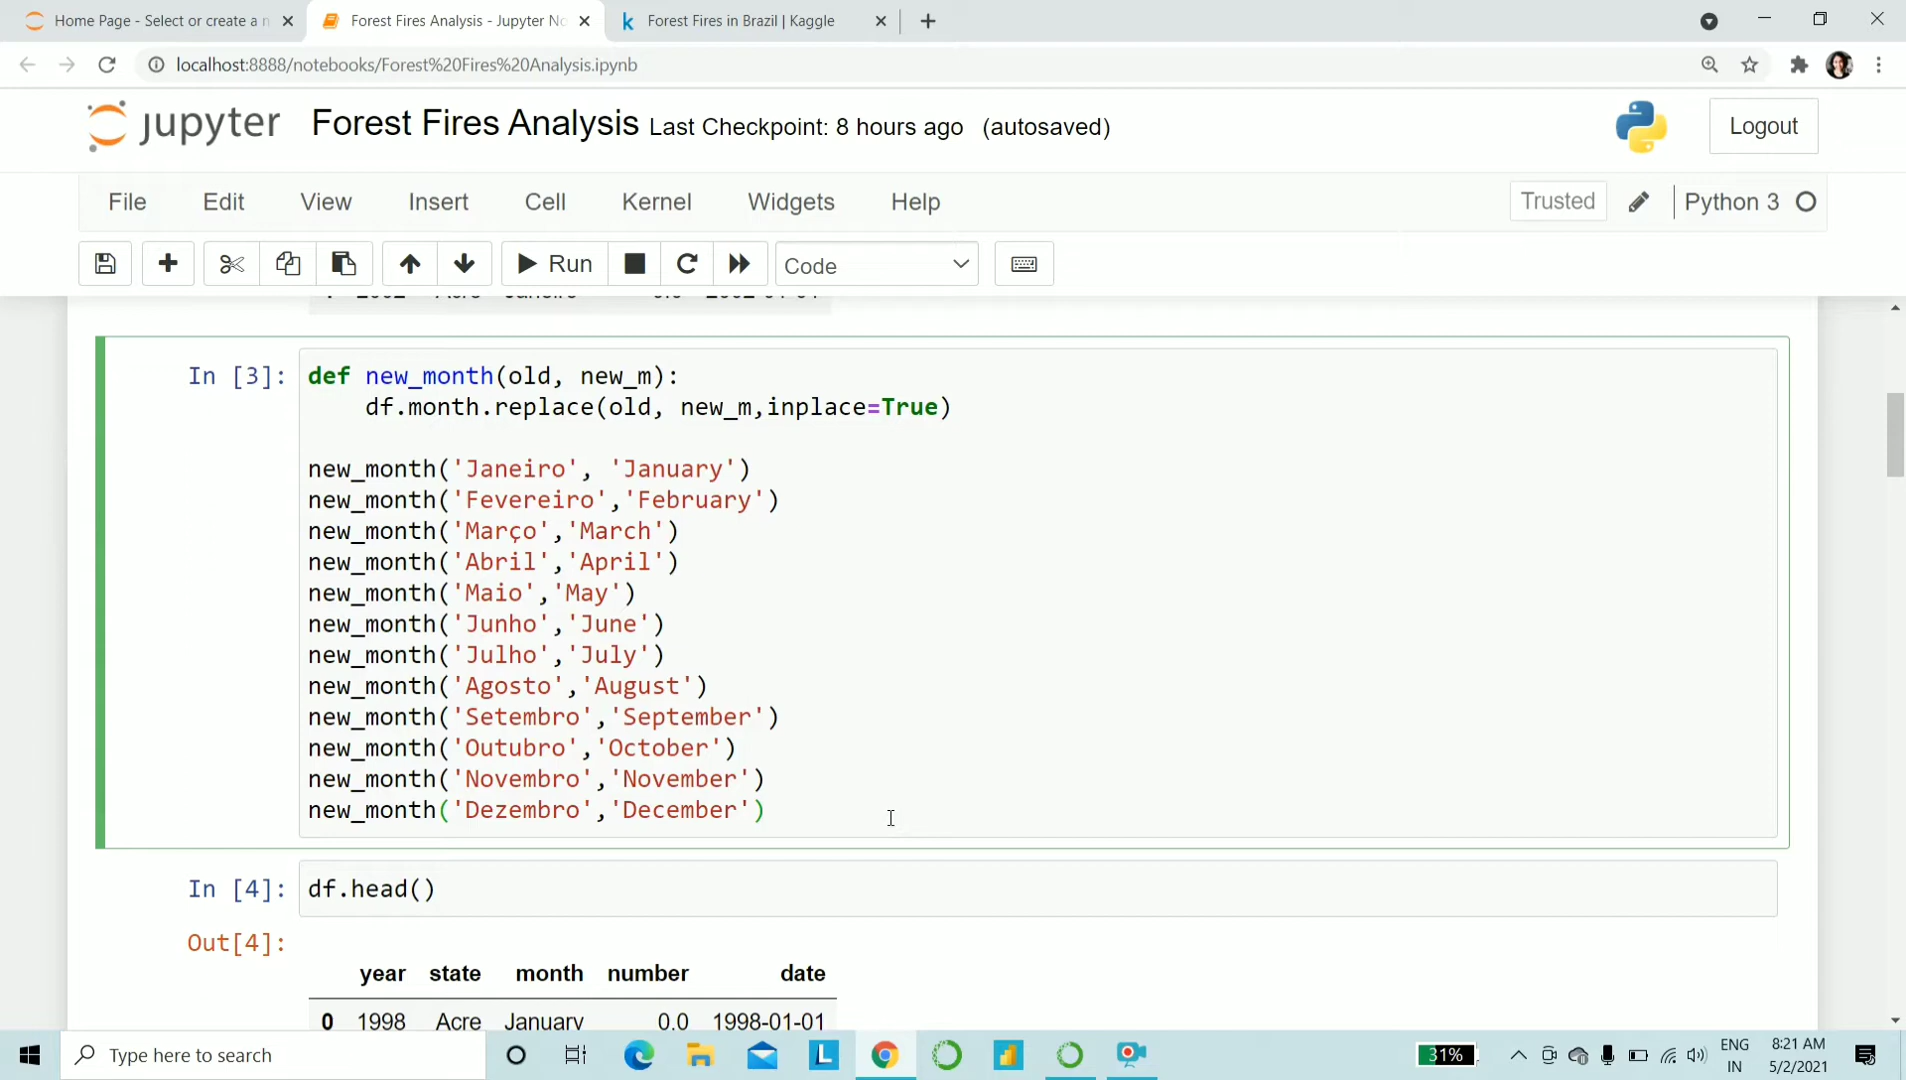 Home Page - Select or create a n
Forest Fires Analysis - Jupyter No
Forest Fires in Brazil | Kaggle
localhost:8888/notebooks/Forest%20Fires%20Analysis.ipynb
jupyter Forest Fires Analysis Last Checkpoint: 8 hours ago (autosaved)
Logout
File Edit View Insert Cell Kernel Widgets Help
Trusted
Python 3
Run
Code
In [3]:
def new_month(old, new_m):
    df.month.replace(old, new_m,inplace=True)
new_month('Janeiro', 'January')
new_month('Fevereiro','February')
new_month('Março','March')
new_month('Abril','April')
new_month('Maio','May')
new_month('Junho','June')
new_month('Julho','July')
new_month('Agosto','August')
new_month('Setembro','September')
new_month('Outubro','October')
new_month('Novembro','November')
new_month('Dezembro','December')
In [4]:
df.head()
Out[4]:
year state month number date
0 1998 Acre January 0.0 1998-01-01
Type here to search
L
31%
ENG
IN
8:21 AM
5/2/2021